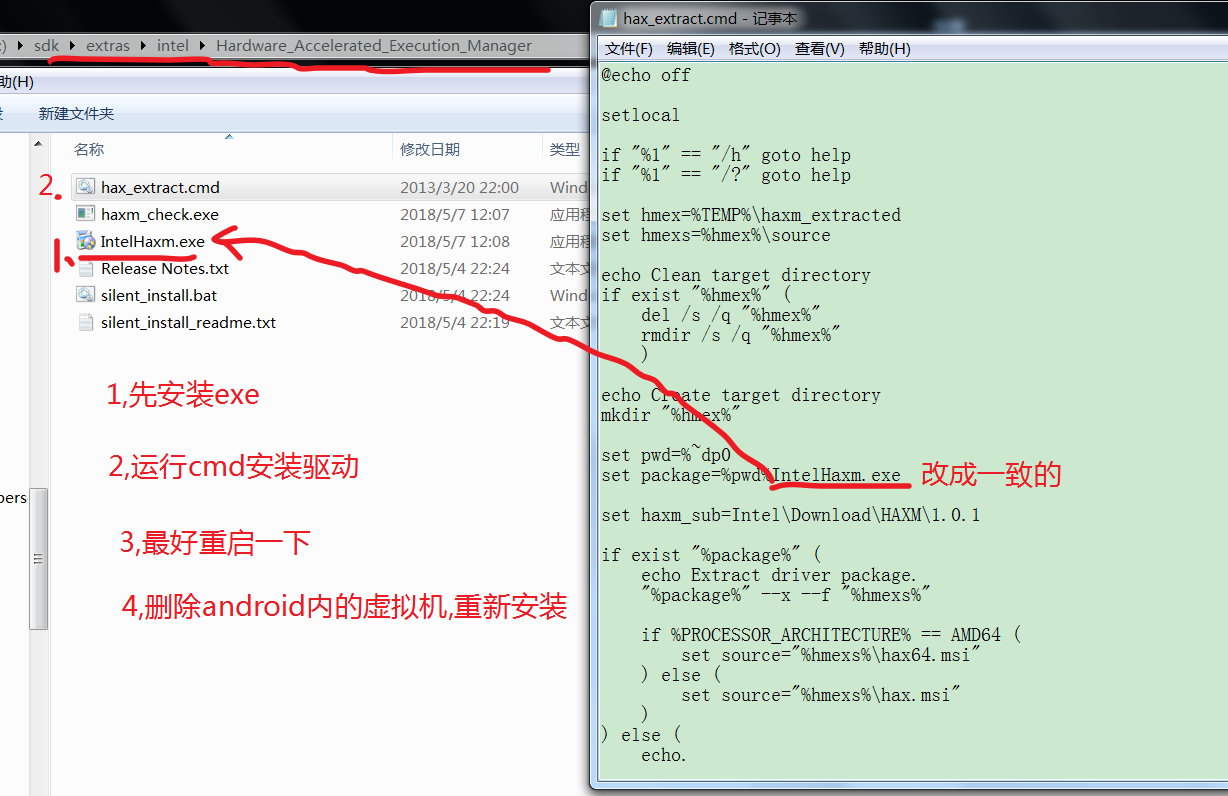 sdk ▸ extras ▸ intel ▸ Hardware_Accelerated_Execution_Manager
助(H)
新建文件夹
名称 修改日期 类型
2. hax_extract.cmd 2013/3/20 22:00 Wind
haxm_check.exe 2018/5/7 12:07 应用程
1、 IntelHaxm.exe 2018/5/7 12:08 应用程
Release Notes.txt 2018/5/4 22:24 文本文
silent_install.bat 2018/5/4 22:24 Wind
silent_install_readme.txt 2018/5/4 22:19 文本文
1,先安装exe
2,运行cmd安装驱动
pers
3,最好重启一下
4,删除android内的虚拟机,重新安装
hax_extract.cmd - 记事本
文件(F) 编辑(E) 格式(O) 查看(V) 帮助(H)
@echo off
setlocal
if "%1" == "/h" goto help
if "%1" == "/?" goto help
set hmex=%TEMP%\haxm_extracted
set hmexs=%hmex%\source
echo Clean target directory
if exist "%hmex%" (
del /s /q "%hmex%"
rmdir /s /q "%hmex%"
)
echo Create target directory
mkdir "%hmex%"
set pwd=%~dp0
set package=%pwd%IntelHaxm.exe 改成一致的
set haxm_sub=Intel\Download\HAXM\1.0.1
if exist "%package%" (
echo Extract driver package.
"%package%" --x --f "%hmexs%"
if %PROCESSOR_ARCHITECTURE% == AMD64 (
set source="%hmexs%\hax64.msi"
) else (
set source="%hmexs%\hax.msi"
)
) else (
echo.